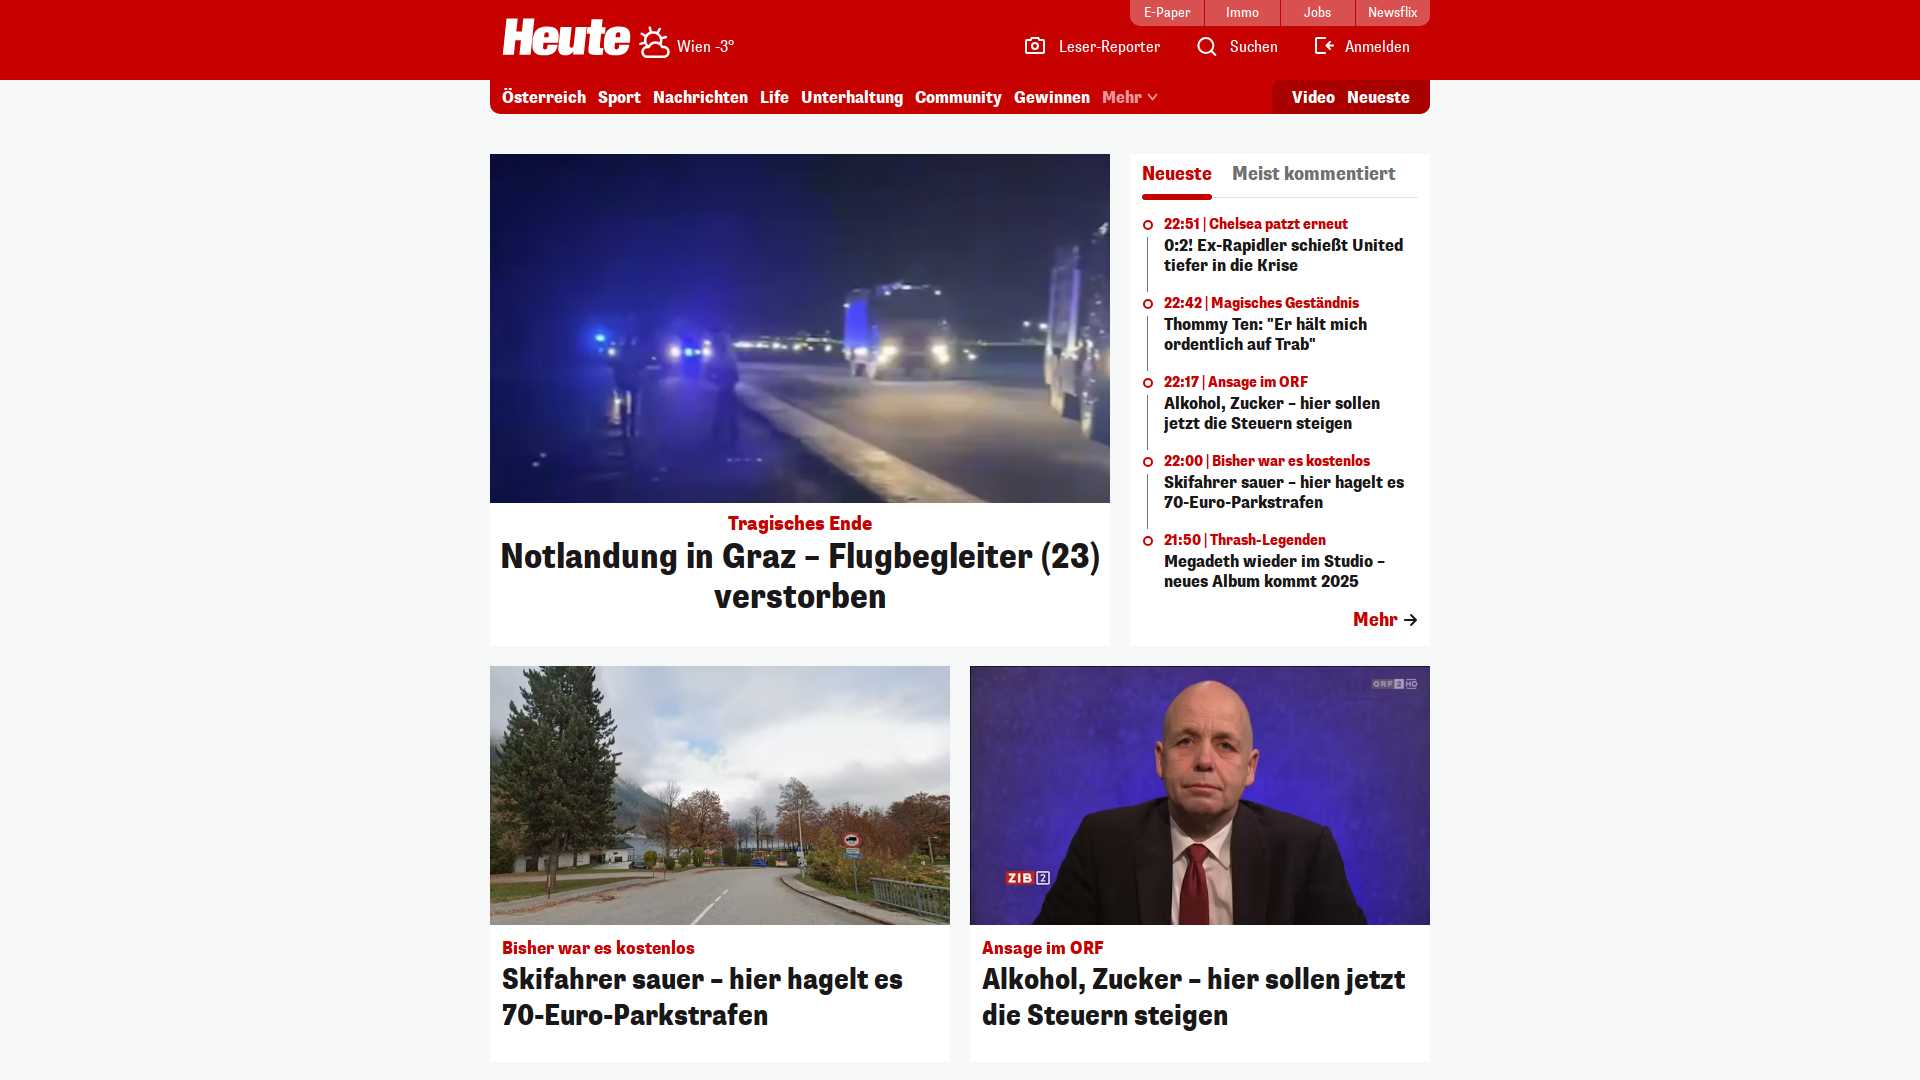 E-Paper
Immo
Jobs
Newsflix
Heute
Wien -3°
Leser-Reporter
Suchen
Anmelden
Österreich
Sport
Nachrichten
Life
Unterhaltung
Community
Gewinnen
Mehr
Video
Neueste
Tragisches Ende
Notlandung in Graz – Flugbegleiter (23)
verstorben
Neueste
Meist kommentiert
22:51 | Chelsea patzt erneut
0:2! Ex-Rapidler schießt United
tiefer in die Krise
22:42 | Magisches Geständnis
Thommy Ten: "Er hält mich
ordentlich auf Trab"
22:17 | Ansage im ORF
Alkohol, Zucker – hier sollen
jetzt die Steuern steigen
22:00 | Bisher war es kostenlos
Skifahrer sauer – hier hagelt es
70-Euro-Parkstrafen
21:50 | Thrash-Legenden
Megadeth wieder im Studio –
neues Album kommt 2025
Mehr
Bisher war es kostenlos
Skifahrer sauer – hier hagelt es
70-Euro-Parkstrafen
ORF 2 HD
ZIB 2
Ansage im ORF
Alkohol, Zucker – hier sollen jetzt
die Steuern steigen